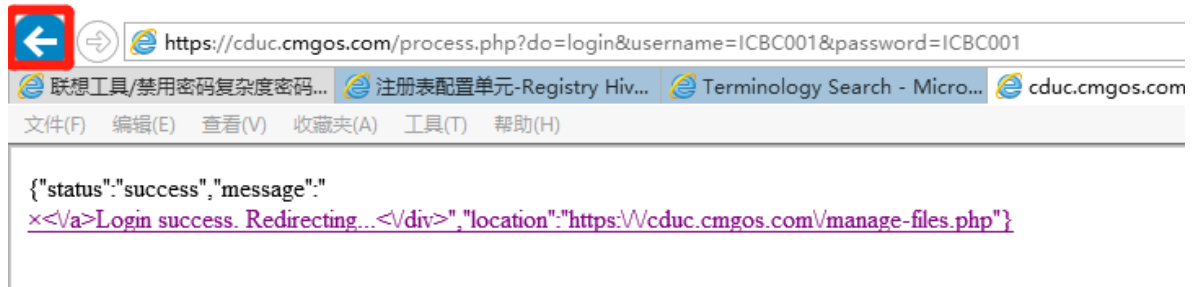 https://cduc.cmgos.com/process.php?do=login&username=ICBC001&password=ICBC001
联想工具/禁用密码复杂度密码... 注册表配置单元-Registry Hiv... Terminology Search - Micro... cduc.cmgos.com
文件(F) 编辑(E) 查看(V) 收藏夹(A) 工具(T) 帮助(H)
{"status":"success","message":"
×<\/a>Login success. Redirecting...<\/div>","location":"https:\/\/cduc.cmgos.com\/manage-files.php"}